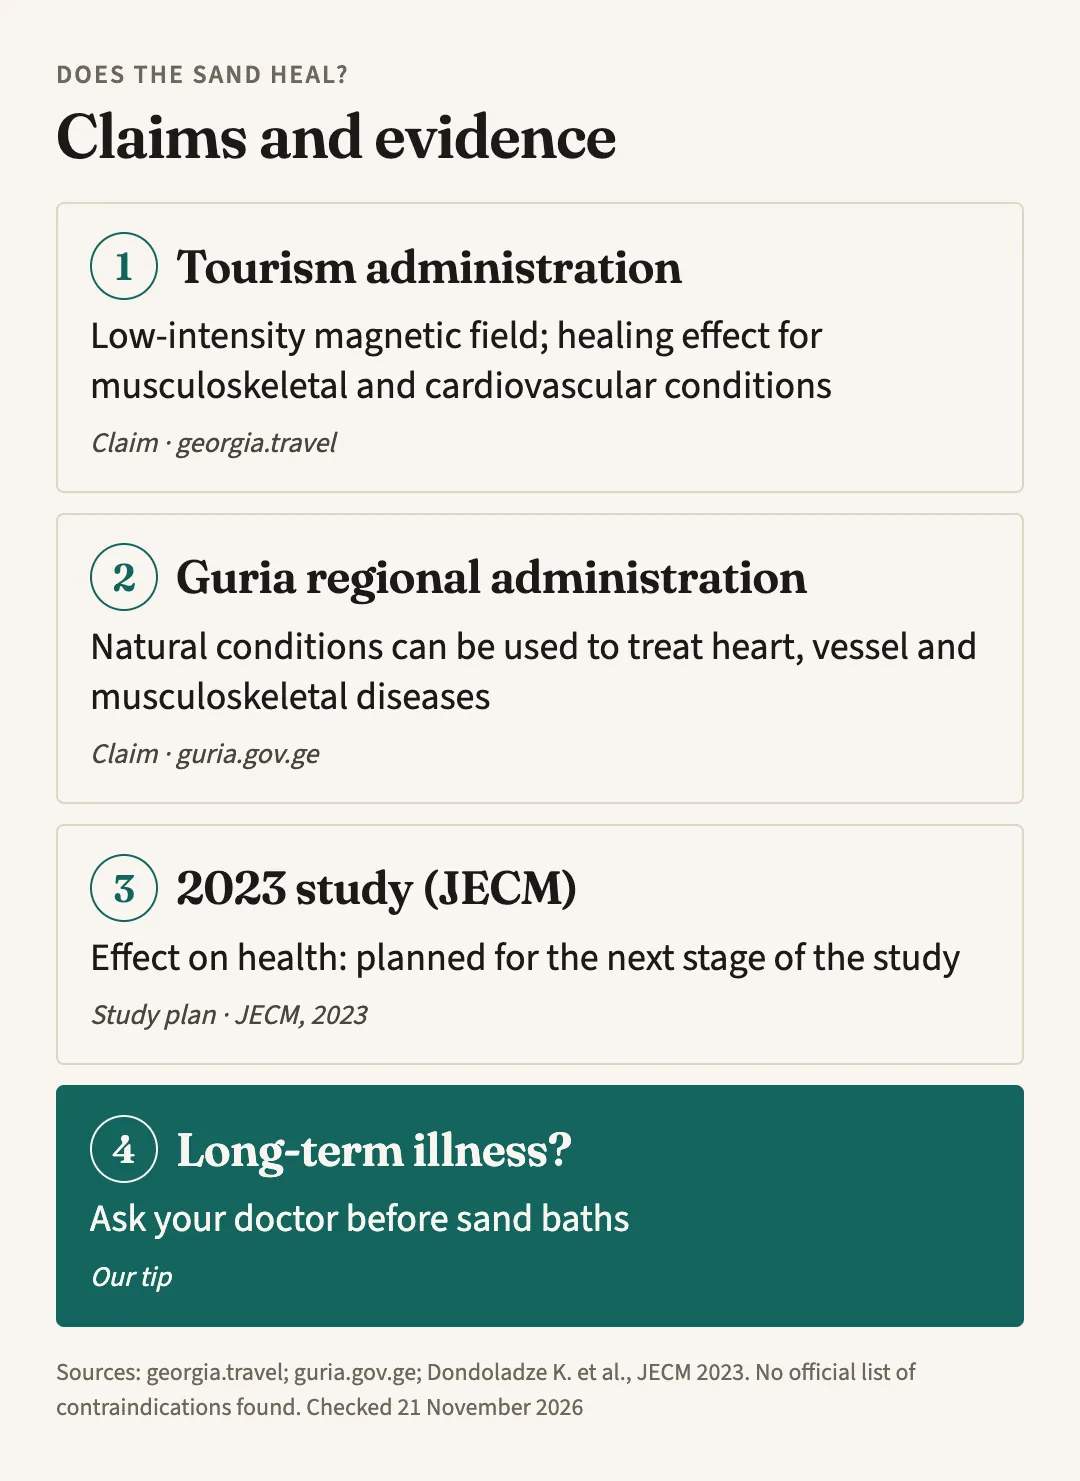 DOES THE SAND HEAL?
Claims and evidence
1 Tourism administration
Low-intensity magnetic field; healing effect for
musculoskeletal and cardiovascular conditions
Claim · georgia.travel
2 Guria regional administration
Natural conditions can be used to treat heart, vessel and
musculoskeletal diseases
Claim · guria.gov.ge
3 2023 study (JECM)
Effect on health: planned for the next stage of the study
Study plan · JECM, 2023
4 Long-term illness?
Ask your doctor before sand baths
Our tip
Sources: georgia.travel; guria.gov.ge; Dondoladze K. et al., JECM 2023. No official list of
contraindications found. Checked 21 November 2026